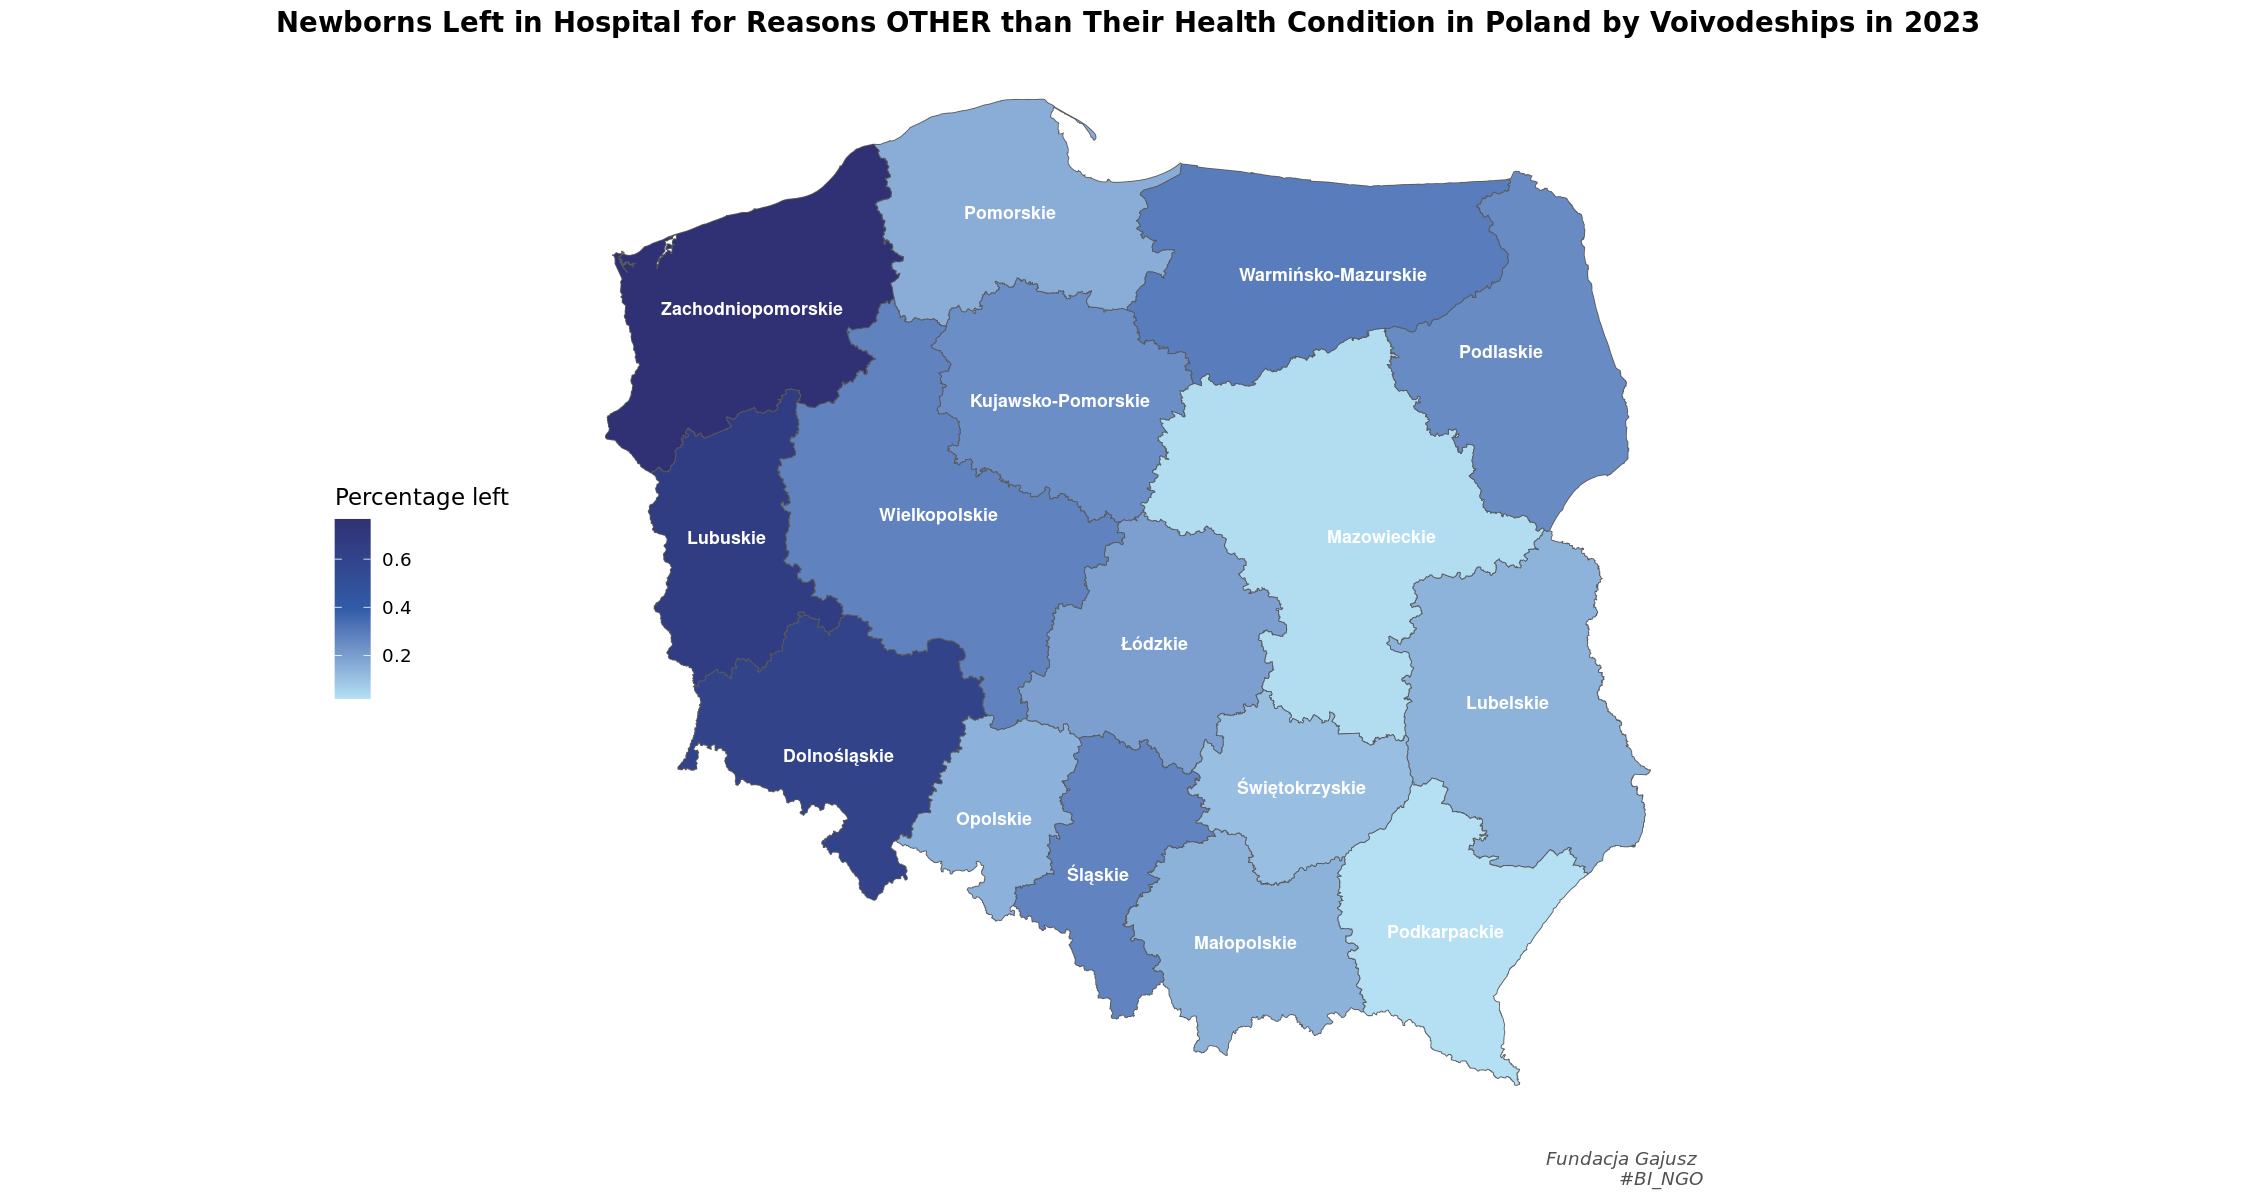 Newborns Left in Hospital for Reasons OTHER than Their Health Condition in Poland by Voivodeships in 2023
Pomorskie
Warmińsko-Mazurskie
Zachodniopomorskie
Podlaskie
Kujawsko-Pomorskie
Percentage left
0.6
0.4
0.2
Wielkopolskie
Lubuskie
Mazowieckie
Łódzkie
Lubelskie
Dolnośląskie
Świętokrzyskie
Opolskie
Śląskie
Podkarpackie
Małopolskie
Fundacja Gajusz
#BI_NGO